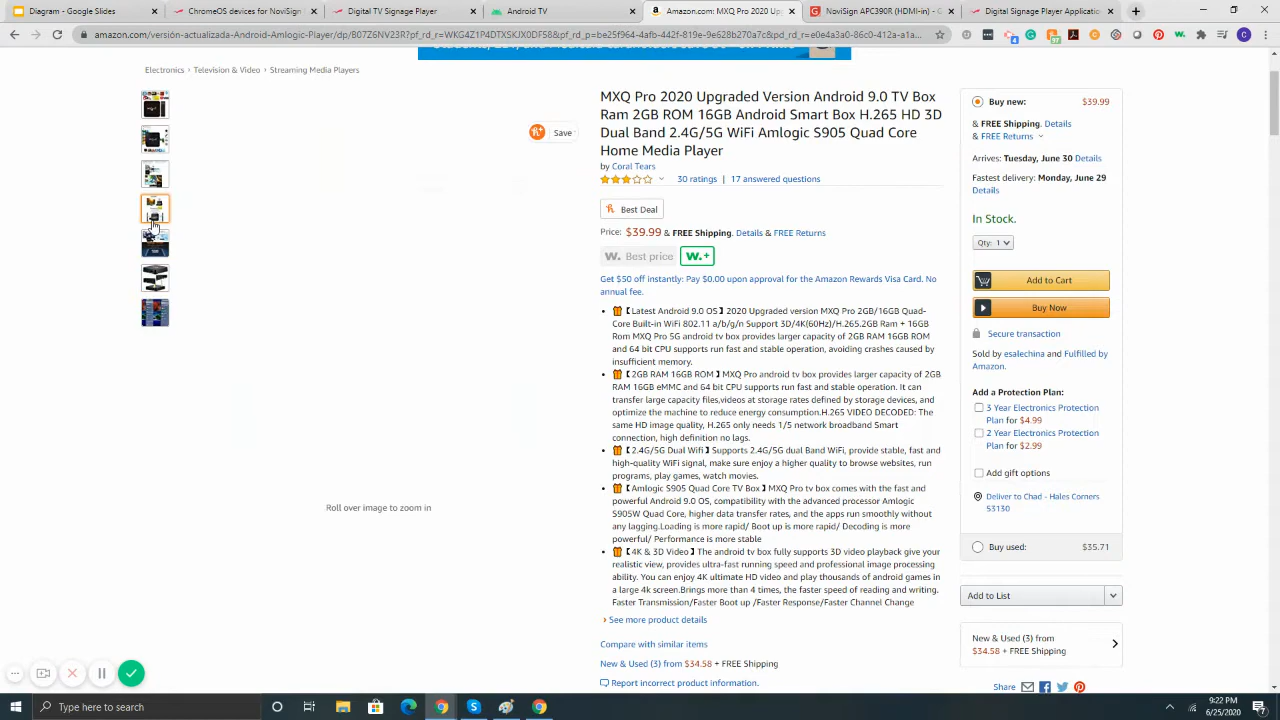 Diagram - Google Slides
ChromeOS devices for NoviSign
Digital TV Signage Player
Android TV
Amazon.com: MXQ Pro 2020 Up
NoviSign APC390R (HDMI-in) - G
Digital Signage Player Applicatio
Electronics › Television & Video › Streaming Media Players
Save
Roll over image to zoom in
MXQ Pro 2020 Upgraded Version Android 9.0 TV Box
Ram 2GB ROM 16GB Android Smart Box H.265 HD 3D
Dual Band 2.4G/5G WiFi Amlogic S905 Quad Core
Home Media Player
by Coral Tears
30 ratings | 17 answered questions
Best Deal
Price: $39.99 & FREE Shipping. Details & FREE Returns
w. Best price w.+
Get $50 off instantly: Pay $0.00 upon approval for the Amazon Rewards Visa Card. No
annual fee.
• 【Latest Android 9.0 OS】2020 Upgraded version MXQ Pro 2GB/16GB Quad-
Core Built-in WiFi 802.11 a/b/g/n Support 3D/4K(60Hz)/H.265.2GB Ram + 16GB
Rom MXQ Pro 5G android tv box provides larger capacity of 2GB RAM 16GB ROM
and 64 bit CPU supports run fast and stable operation, avoiding crashes caused by
insufficient memory.
• 【2GB RAM 16GB ROM】MXQ Pro android tv box provides larger capacity of 2GB
RAM 16GB eMMC and 64 bit CPU supports run fast and stable operation. It can
transfer large capacity files,videos at storage rates defined by storage devices, and
optimize the machine to reduce energy consumption.H.265 VIDEO DECODED: The
same HD image quality, H.265 only needs 1/5 network broadband Smart
connection, high definition no lags.
• 【2.4G/5G Dual Wifi】Supports 2.4G/5G dual Band WiFi, provide stable, fast and
high-quality WiFi signal, make sure enjoy a higher quality to browse websites, run
programs, play games, watch movies.
• 【Amlogic S905 Quad Core TV Box】MXQ Pro tv box comes with the fast and
powerful Android 9.0 OS, compatibility with the advanced processor Amlogic
S905W Quad Core, higher data transfer rates, and the apps run smoothly without
any lagging.Loading is more rapid/ Boot up is more rapid/ Decoding is more
powerful/ Performance is more stable
• 【4K & 3D Video】The android tv box fully supports 3D video playback give your
realistic view, provides ultra-fast running speed and professional image processing
ability. You can enjoy 4K ultimate HD video and play thousands of android games in
a large 4k screen.Brings more than 4 times, the faster speed of reading and writing.
Faster Transmission/Faster Boot up /Faster Response/Faster Channel Change
› See more product details
Compare with similar items
New & Used (3) from $34.58 + FREE Shipping
Report incorrect product information.
Buy new: $39.99
& FREE Shipping. Details
& FREE Returns
Arrives: Tuesday, June 30 Details
Fastest delivery: Monday, June 29
Details
In Stock.
Qty: 1
Add to Cart
Buy Now
Secure transaction
Sold by esalechina and Fulfilled by
Amazon.
Add a Protection Plan:
3 Year Electronics Protection
Plan for $4.99
2 Year Electronics Protection
Plan for $2.99
Add gift options
Deliver to Chad - Hales Corners
53130
Buy used: $35.71
Add to List
New & Used (3) from
$34.58 + FREE Shipping
Share
Type here to search
9:22 PM
6/25/2020